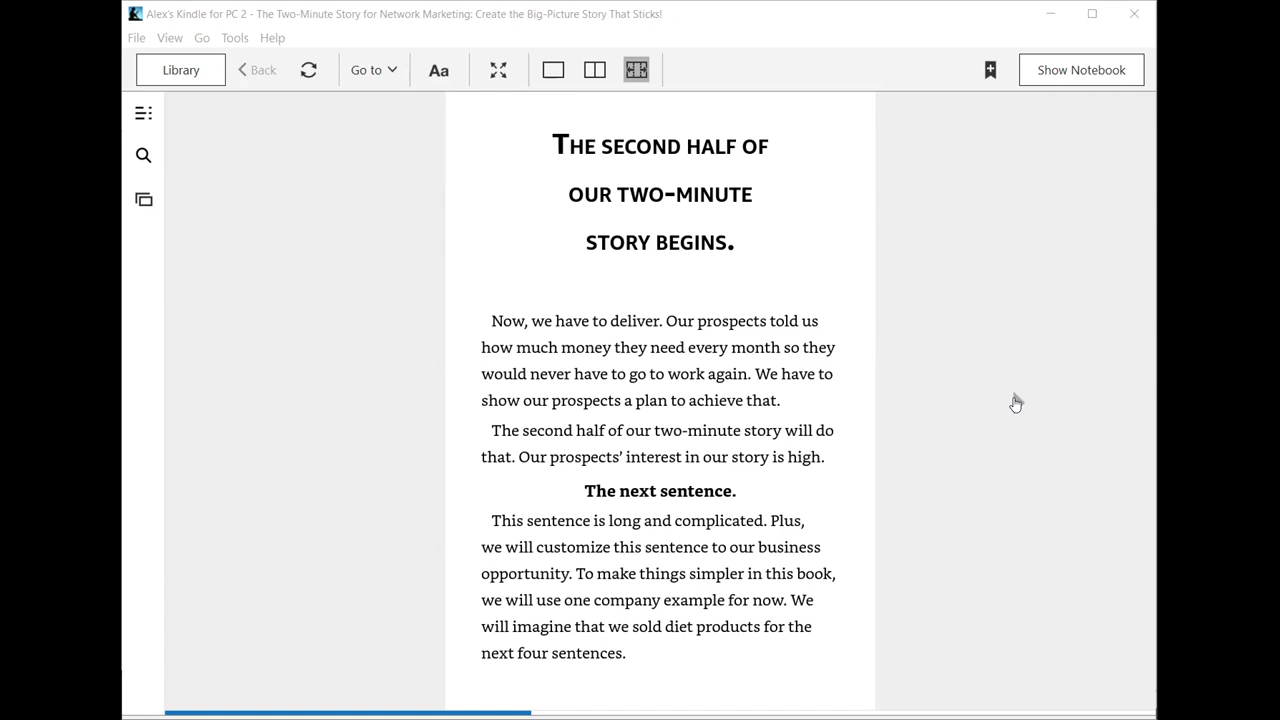 Alex's Kindle for PC 2 - The Two-Minute Story for Network Marketing: Create the Big-Picture Story That Sticks!
File View Go Tools Help
Library Back Go to Aa Show Notebook
The second half of
our two-minute
story begins.
Now, we have to deliver. Our prospects told us
how much money they need every month so they
would never have to go to work again. We have to
show our prospects a plan to achieve that.
The second half of our two-minute story will do
that. Our prospects’ interest in our story is high.
The next sentence.
This sentence is long and complicated. Plus,
we will customize this sentence to our business
opportunity. To make things simpler in this book,
we will use one company example for now. We
will imagine that we sold diet products for the
next four sentences.